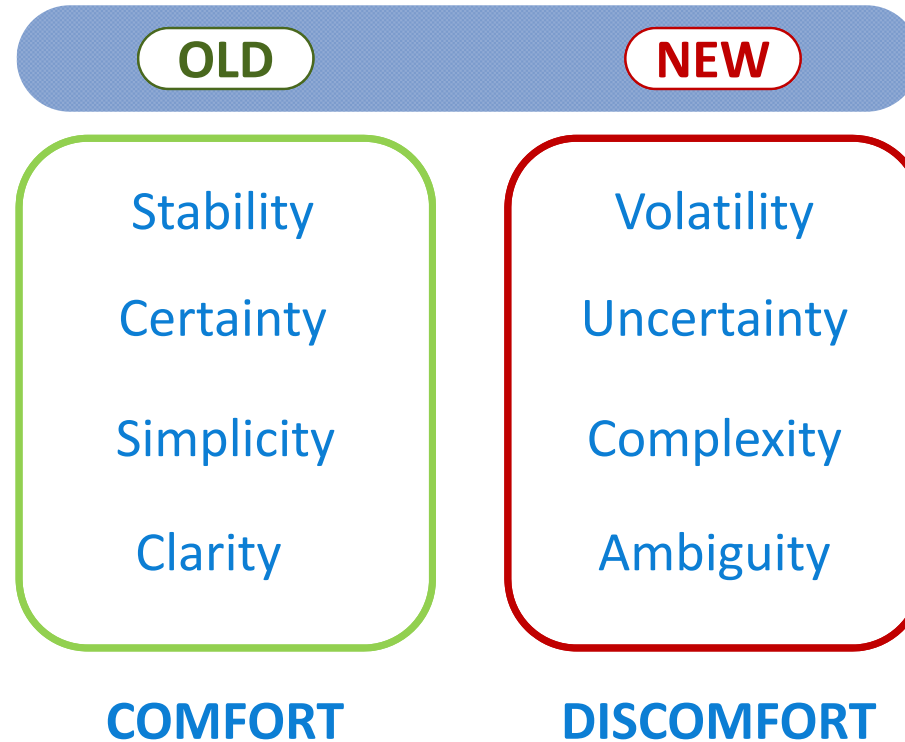 OLD NEW
Stability Volatility
Certainty Uncertainty
Simplicity Complexity
Clarity Ambiguity
COMFORT DISCOMFORT